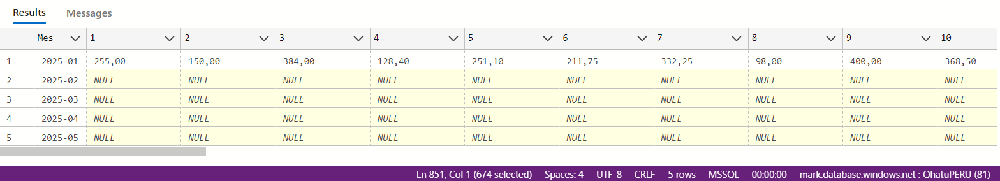 Results Messages
Mes 1 2 3 4 5 6 7 8 9 10
1 2025-01 255,00 150,00 384,00 128,40 251,10 211,75 332,25 98,00 400,00 368,50
2 2025-02 NULL NULL NULL NULL NULL NULL NULL NULL NULL NULL
3 2025-03 NULL NULL NULL NULL NULL NULL NULL NULL NULL NULL
4 2025-04 NULL NULL NULL NULL NULL NULL NULL NULL NULL NULL
5 2025-05 NULL NULL NULL NULL NULL NULL NULL NULL NULL NULL
Ln 851, Col 1 (674 selected) Spaces: 4 UTF-8 CRLF 5 rows MSSQL 00:00:00 mark.database.windows.net : QhatuPERU (81)